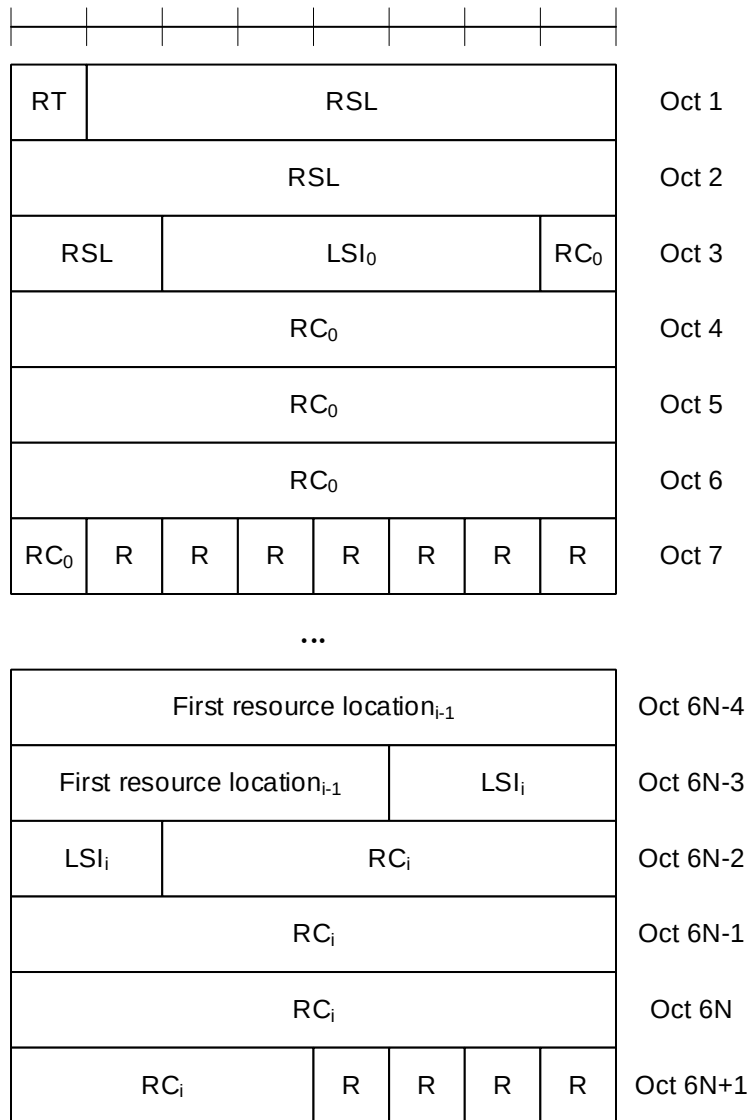 RT RSL Oct 1
RSL Oct 2
RSL LSI₀ RC₀ Oct 3
RC₀ Oct 4
RC₀ Oct 5
RC₀ Oct 6
RC₀ R R R R R R R Oct 7
...
First resource locationᵢ₋₁ Oct 6N-4
First resource locationᵢ₋₁ LSIᵢ Oct 6N-3
LSIᵢ RCᵢ Oct 6N-2
RCᵢ Oct 6N-1
RCᵢ Oct 6N
RCᵢ R R R R Oct 6N+1